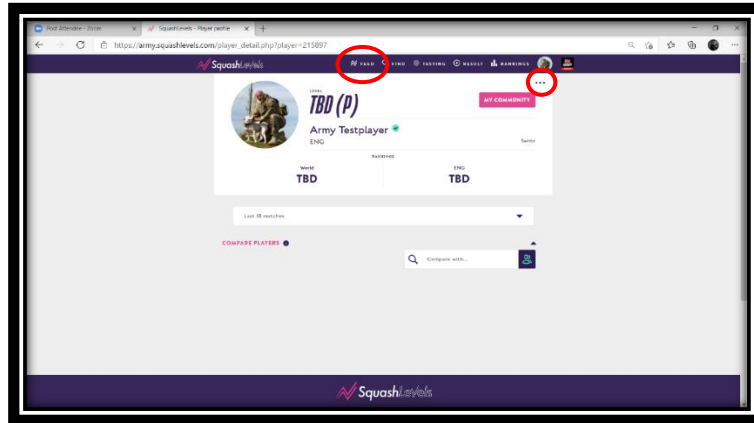 Post Attendee - Zoom
SquashLevels - Player profile
https://army.squashlevels.com/player_detail.php?player=215897
SquashLevels
FEED FIND TESTING RESULT RANKINGS
LEVEL
TBD (P)
MY COMMUNITY
Army Testplayer
ENG
Senior
RANKINGS
World ENG
TBD TBD
Last 10 matches
COMPARE PLAYERS
Compare with...
SquashLevels